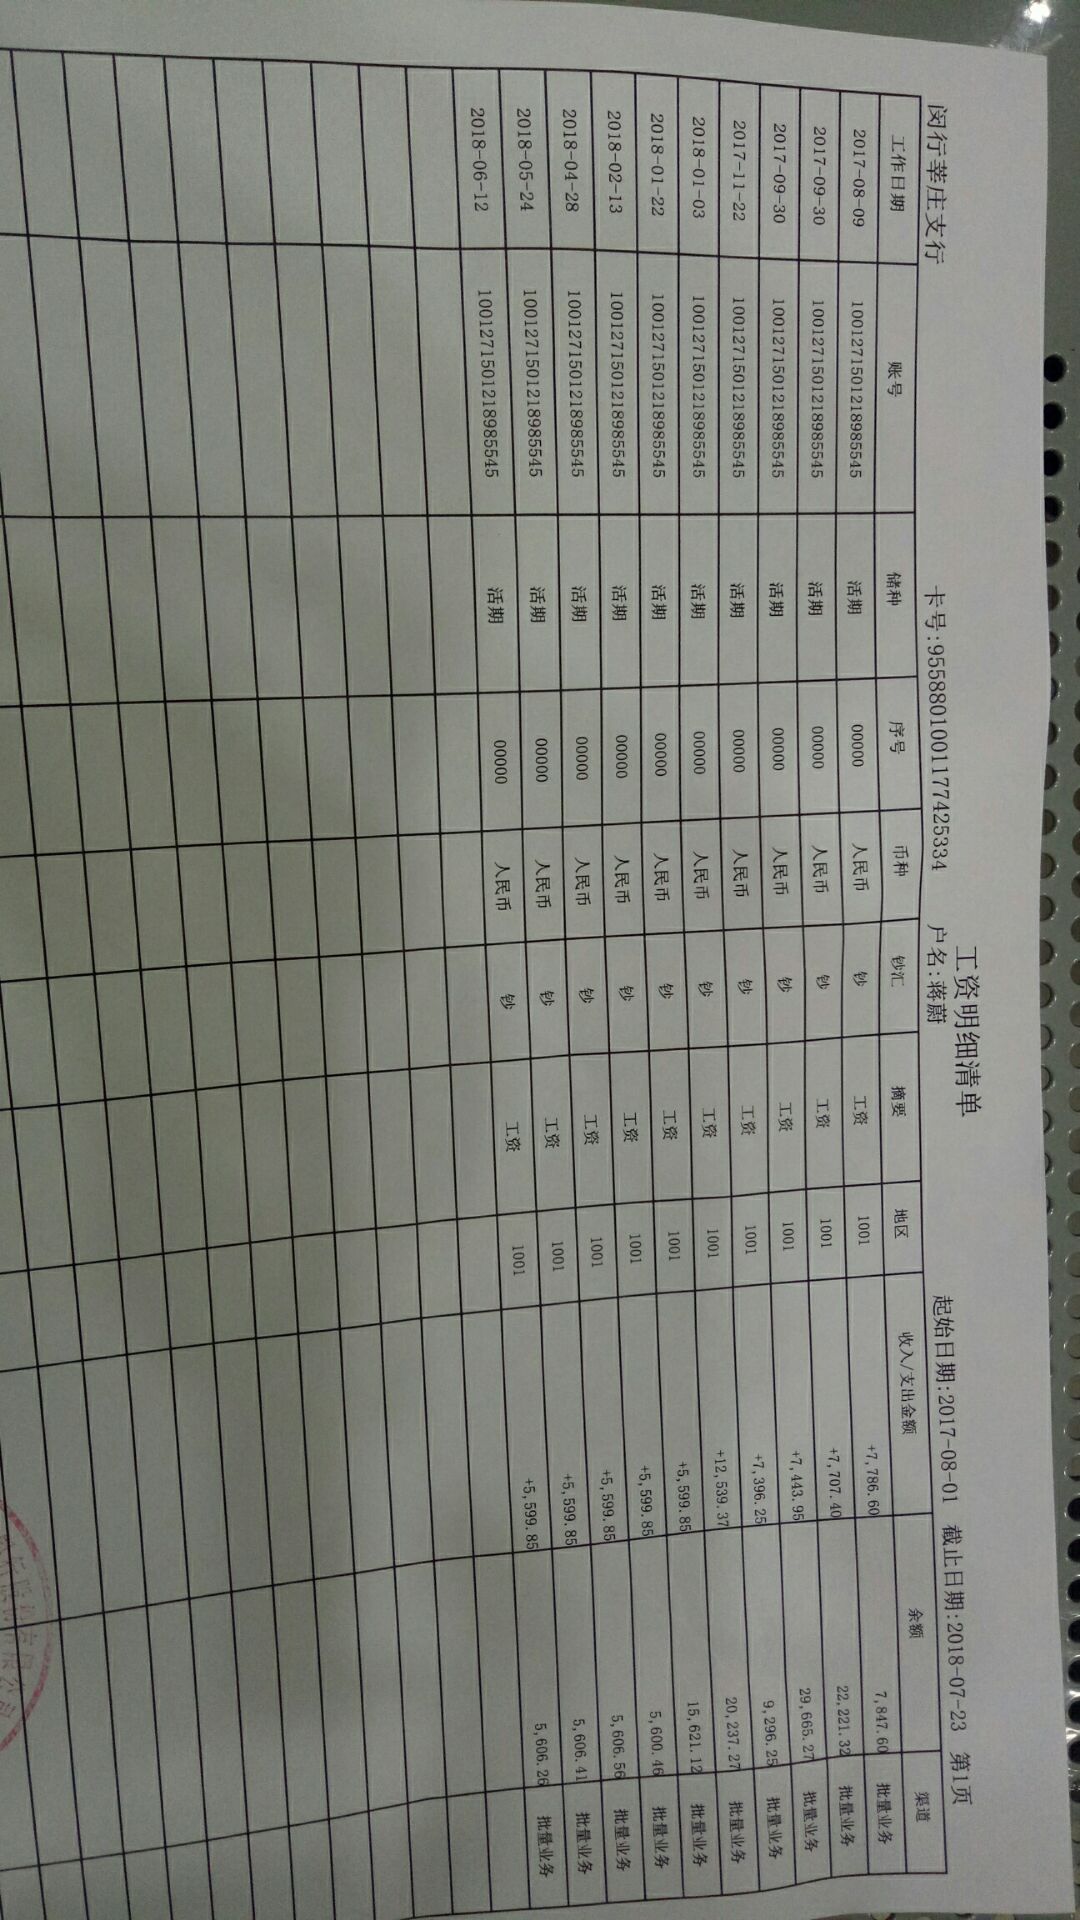 工资明细清单
闵行莘庄支行 卡号:9558801001177425334 户名:蒋蔚 起始日期:2017-08-01 截止日期:2018-07-23 第1页
工作日期 账号 储种 序号 币种 钞汇 摘要 地区 收入/支出金额 余额 渠道
2017-08-09 1001271501218985545 活期 00000 人民币 钞 工资 1001 +7,786.60 7,847.60 批量业务
2017-09-30 1001271501218985545 活期 00000 人民币 钞 工资 1001 +7,707.40 22,221.32 批量业务
2017-09-30 1001271501218985545 活期 00000 人民币 钞 工资 1001 +7,443.95 29,665.27 批量业务
2017-11-22 1001271501218985545 活期 00000 人民币 钞 工资 1001 +7,396.25 9,296.25 批量业务
2018-01-03 1001271501218985545 活期 00000 人民币 钞 工资 1001 +12,539.37 20,237.27 批量业务
2018-01-22 1001271501218985545 活期 00000 人民币 钞 工资 1001 +5,599.85 15,621.12 批量业务
2018-02-13 1001271501218985545 活期 00000 人民币 钞 工资 1001 +5,599.85 5,600.46 批量业务
2018-04-28 1001271501218985545 活期 00000 人民币 钞 工资 1001 +5,599.85 5,606.56 批量业务
2018-05-24 1001271501218985545 活期 00000 人民币 钞 工资 1001 +5,599.85 5,606.41 批量业务
2018-06-12 1001271501218985545 活期 00000 人民币 钞 工资 1001 +5,599.85 5,606.26 批量业务
股份有限公司